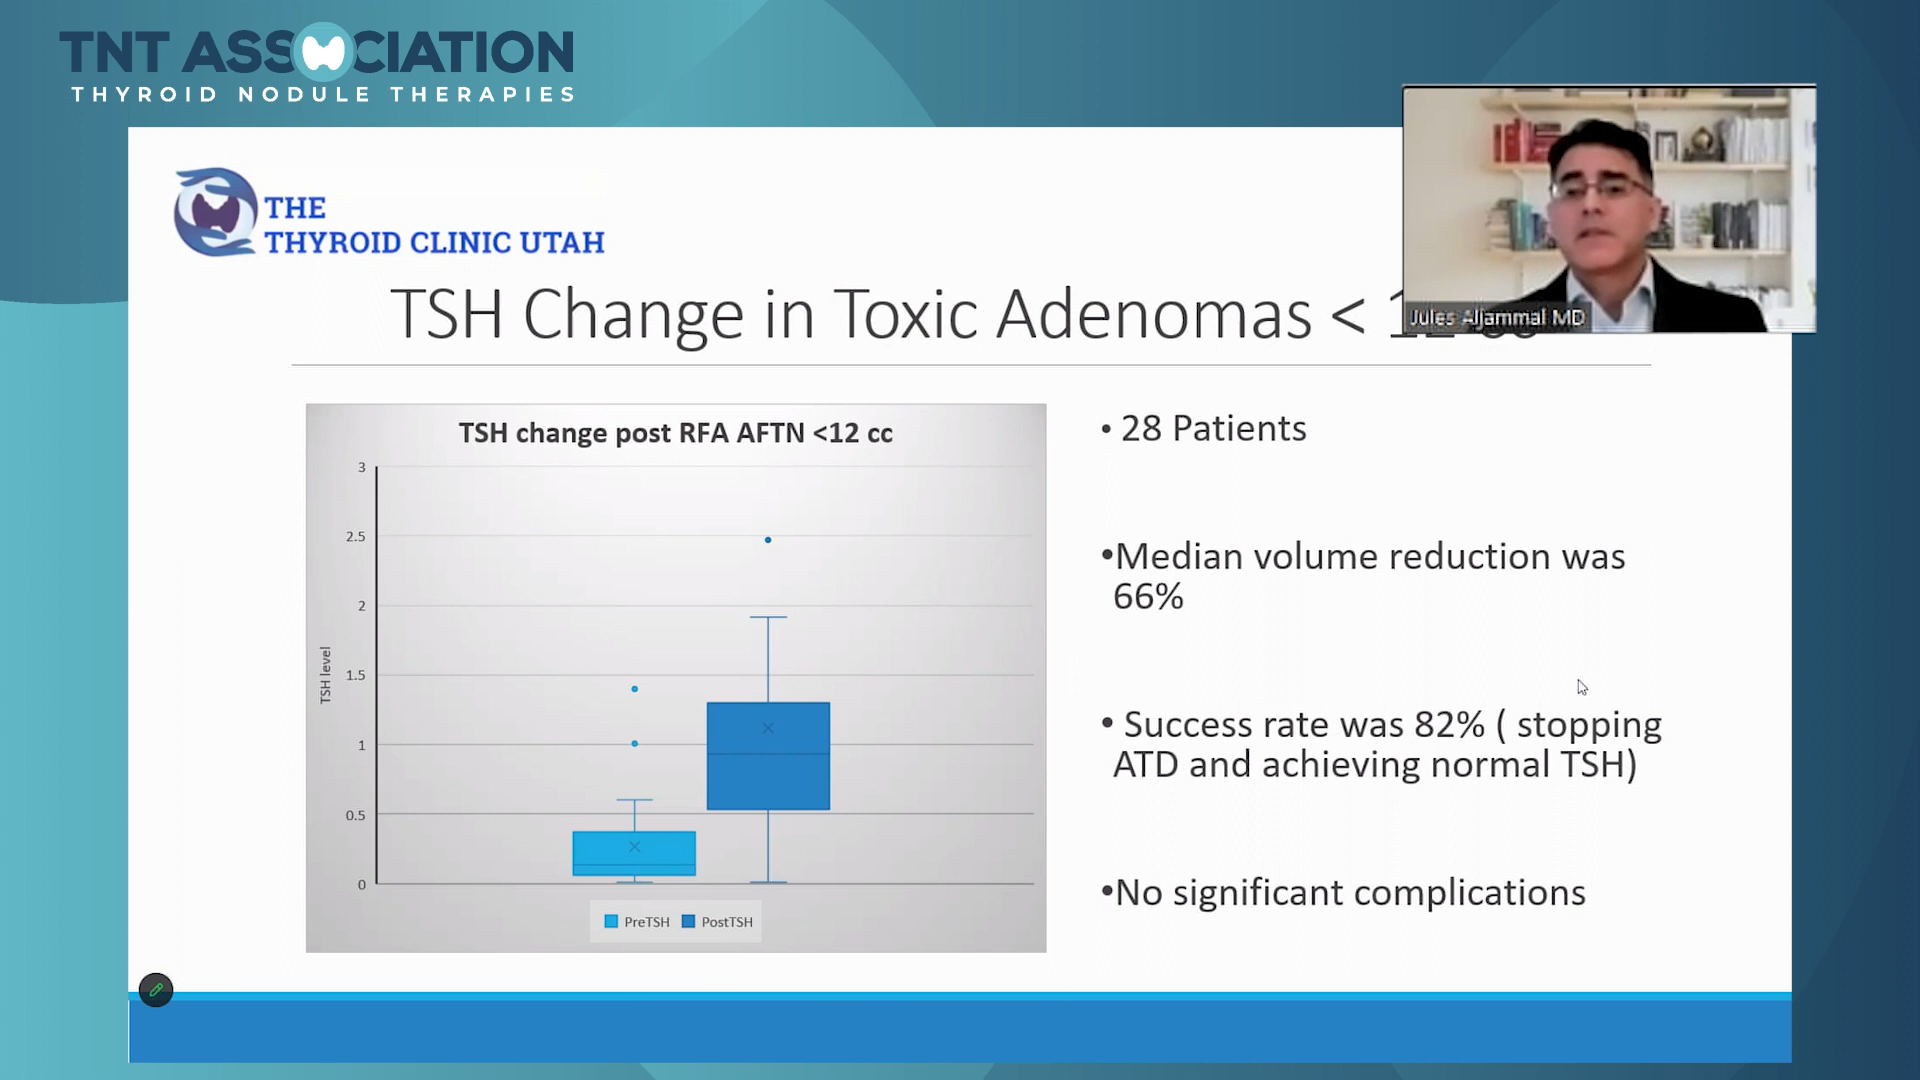 TNT ASSOCIATION
THYROID NODULE THERAPIES
THE
THYROID CLINIC UTAH
TSH Change in Toxic Adenomas <
Jules Aljammal MD
TSH change post RFA AFTN <12 cc
3
2.5
2
1.5
1
0.5
0
TSH level
PreTSH PostTSH
• 28 Patients
•Median volume reduction was
66%
• Success rate was 82% ( stopping
ATD and achieving normal TSH)
•No significant complications